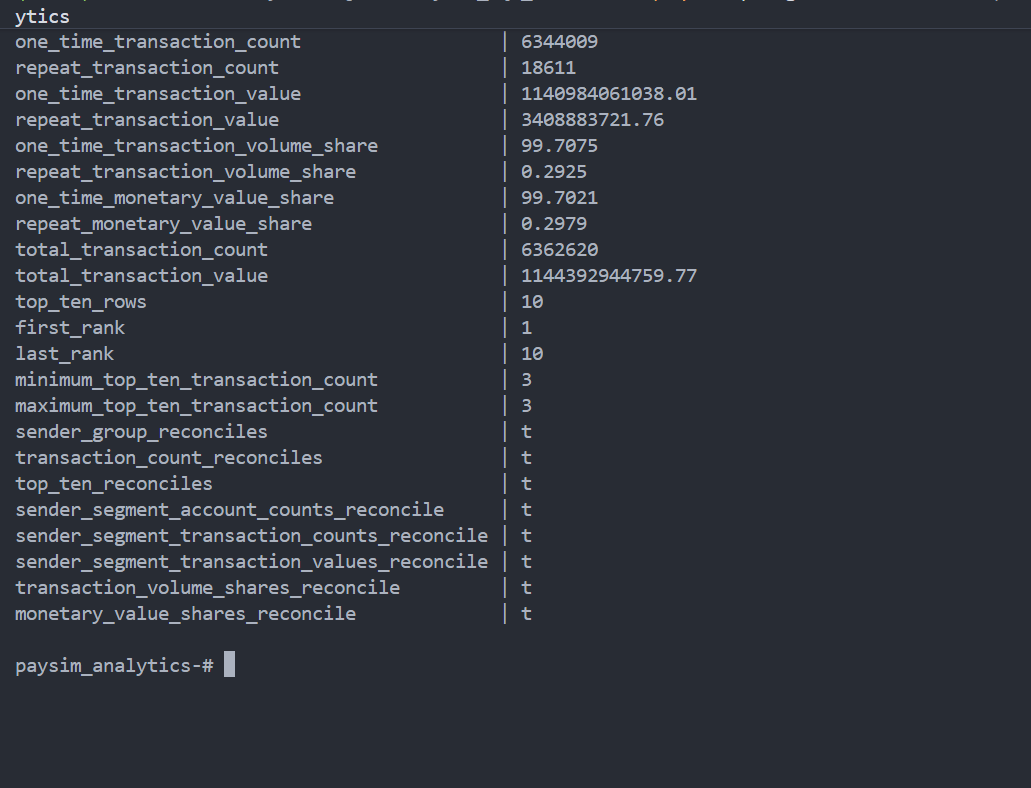 ytics
one_time_transaction_count | 6344009
repeat_transaction_count | 18611
one_time_transaction_value | 1140984061038.01
repeat_transaction_value | 3408883721.76
one_time_transaction_volume_share | 99.7075
repeat_transaction_volume_share | 0.2925
one_time_monetary_value_share | 99.7021
repeat_monetary_value_share | 0.2979
total_transaction_count | 6362620
total_transaction_value | 1144392944759.77
top_ten_rows | 10
first_rank | 1
last_rank | 10
minimum_top_ten_transaction_count | 3
maximum_top_ten_transaction_count | 3
sender_group_reconciles | t
transaction_count_reconciles | t
top_ten_reconciles | t
sender_segment_account_counts_reconcile | t
sender_segment_transaction_counts_reconcile | t
sender_segment_transaction_values_reconcile | t
transaction_volume_shares_reconcile | t
monetary_value_shares_reconcile | t
paysim_analytics-#